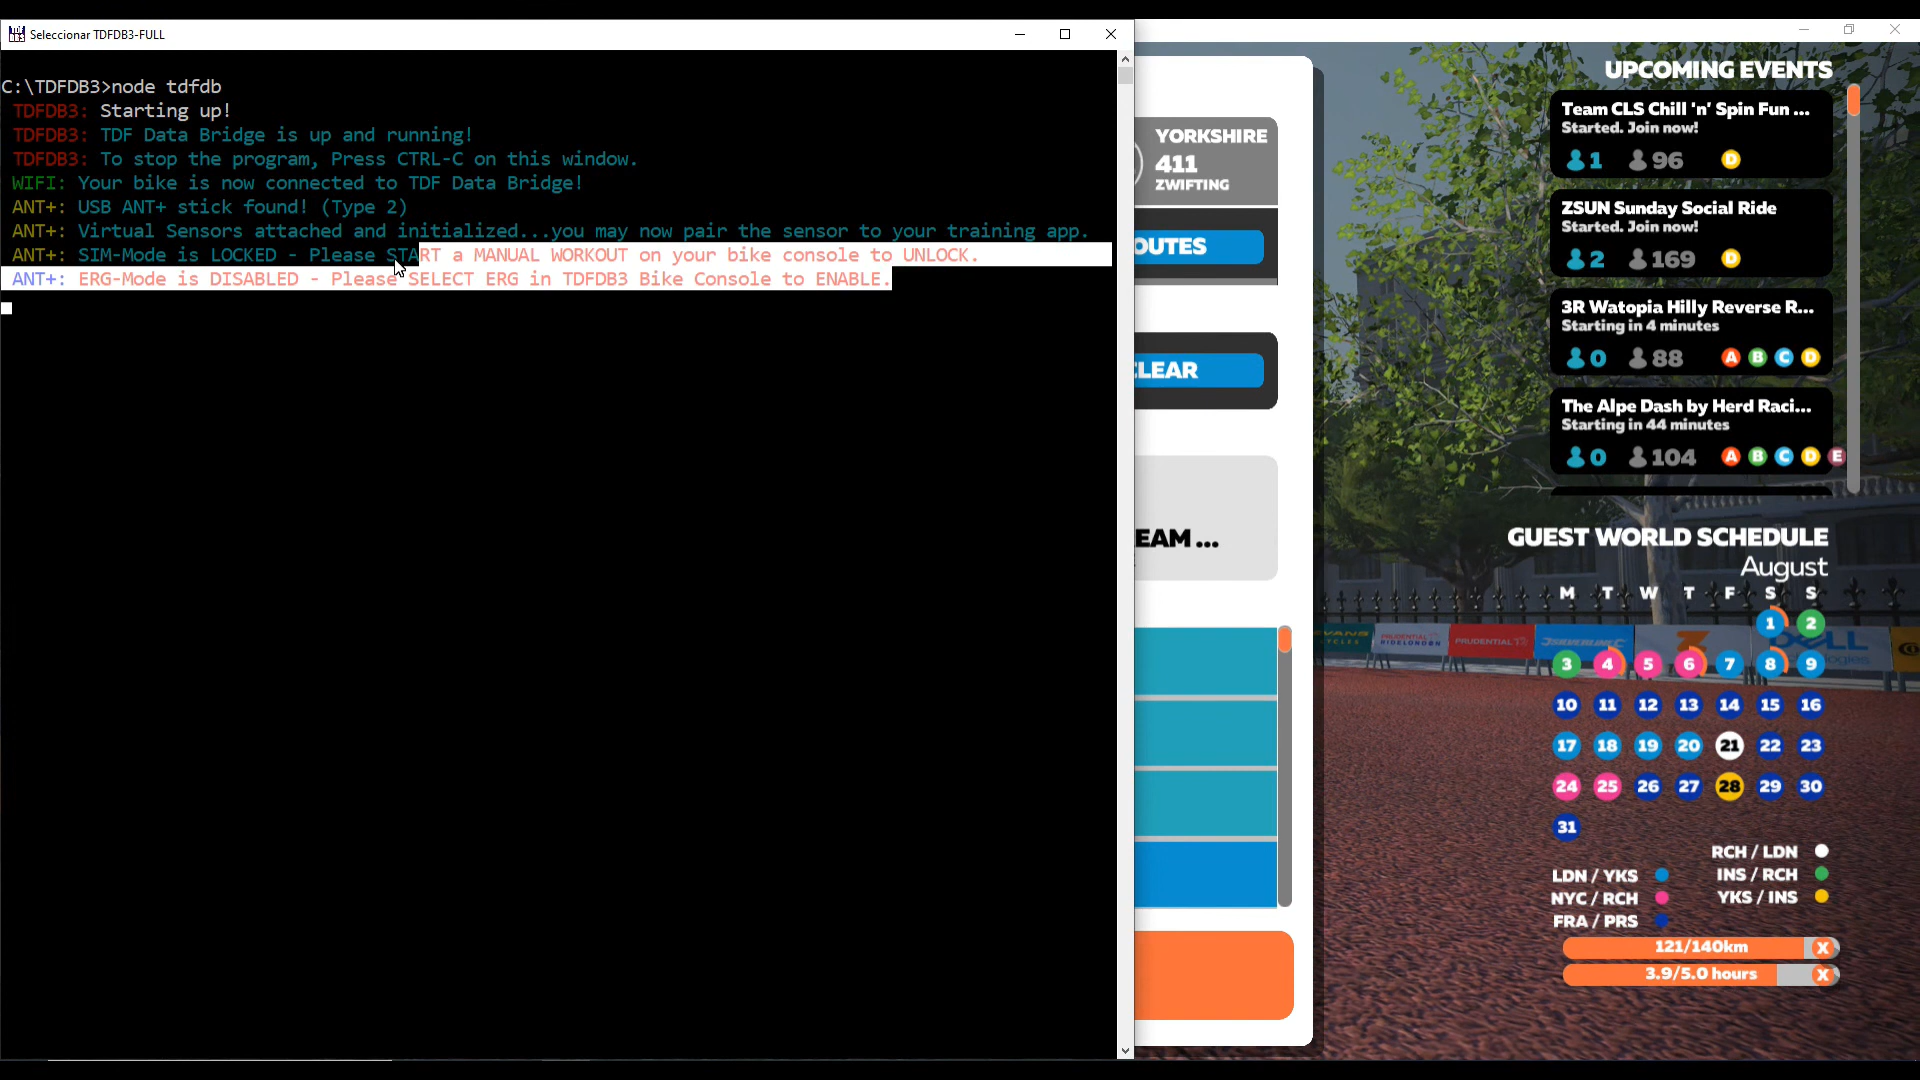 Seleccionar TDFDB3-FULL
C:\TDFDB3>node tdfdb
TDFDB3: Starting up!
TDFDB3: TDF Data Bridge is up and running!
TDFDB3: To stop the program, Press CTRL-C on this window.
WIFI: Your bike is now connected to TDF Data Bridge!
ANT+: USB ANT+ stick found! (Type 2)
ANT+: Virtual Sensors attached and initialized...you may now pair the sensor to your training app.
ANT+: SIM-Mode is LOCKED - Please START a MANUAL WORKOUT on your bike console to UNLOCK.
ANT+: ERG-Mode is DISABLED - Please SELECT ERG in TDFDB3 Bike Console to ENABLE.
YORKSHIRE
411
ZWIFTING
OUTES
LEAR
EAM ...
UPCOMING EVENTS
Team CLS Chill 'n' Spin Fun ...
Started. Join now!
1 96 D
ZSUN Sunday Social Ride
Started. Join now!
2 169 D
3R Watopia Hilly Reverse R...
Starting in 4 minutes
0 88 A B C D
The Alpe Dash by Herd Raci...
Starting in 44 minutes
0 104 A B C D E
GUEST WORLD SCHEDULE
August
M T W T F S S
1 2
3 4 5 6 7 8 9
10 11 12 13 14 15 16
17 18 19 20 21 22 23
24 25 26 27 28 29 30
31
RCH / LDN
LDN / YKS INS / RCH
NYC / RCH YKS / INS
FRA / PRS
121/140km X
3.9/5.0 hours X